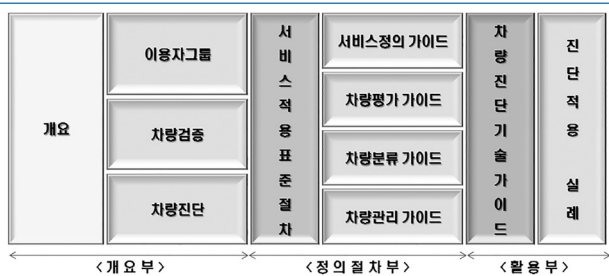 개요
이용자그룹
차량검증
차량진단
서비스적용표준절차
서비스정의 가이드
차량평가 가이드
차량분류 가이드
차량관리 가이드
차량진단기술가이드
진단적용 실례
<개요부>
<정의절차부>
<활용부>